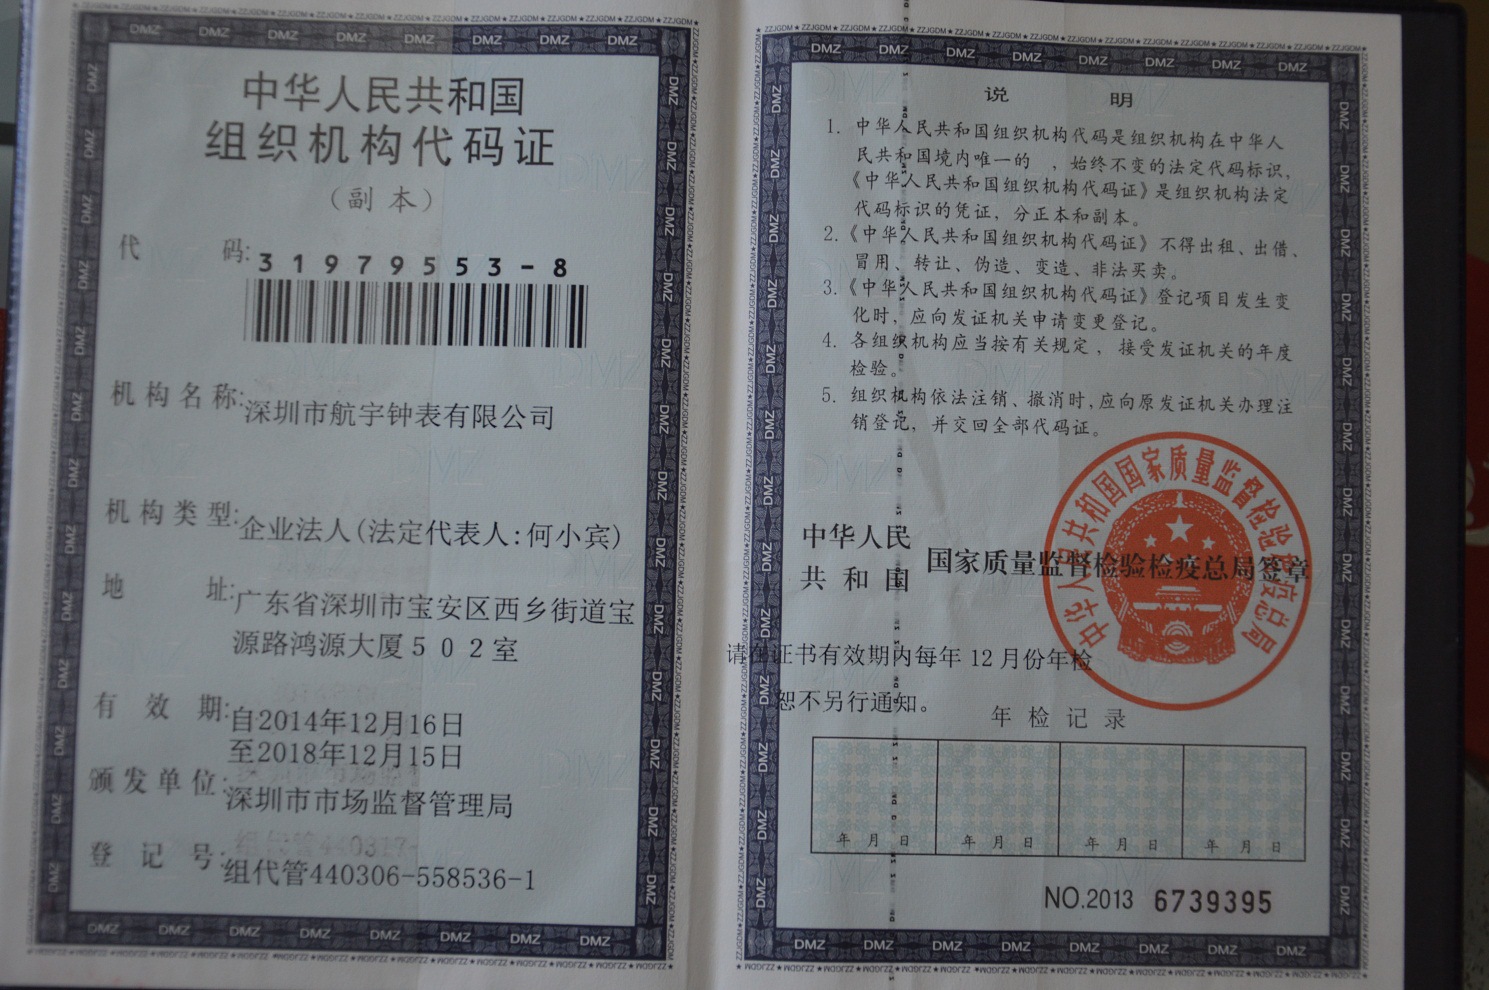 中华人民共和国
组织机构代码证
（副本）
代 码: 31979553-8
机构名称: 深圳市航宇钟表有限公司
机构类型: 企业法人(法定代表人:何小宾)
地 址: 广东省深圳市宝安区西乡街道宝
源路鸿源大厦５０２室
有 效 期: 自2014年12月16日
至2018年12月15日
颁发单位: 深圳市市场监督管理局
登 记 号: 组代管440306-558536-1
说 明
1. 中华人民共和国组织机构代码是组织机构在中华人
民共和国境内唯一的 ，始终不变的法定代码标识，
《中华人民共和国组织机构代码证》是组织机构法定
代码标识的凭证，分正本和副本。
2.《中华人民共和国组织机构代码证》不得出租、出借、
冒用、转让、伪造、变造、非法买卖。
3.《中华人民共和国组织机构代码证》登记项目发生变
化时，应向发证机关申请变更登记。
4. 各组织机构应当按有关规定，接受发证机关的年度
检验。
5. 组织机构依法注销、撤消时,应向原发证机关办理注
销登记，并交回全部代码证。
中华人民
共和国 国家质量监督检验检疫总局签章
中华人民共和国国家质量监督检验检疫总局
请在证书有效期内每年12月份年检
恕不另行通知。
年检记录
年 月 日 年 月 日 年 月 日 年 月 日
NO.2013 6739395